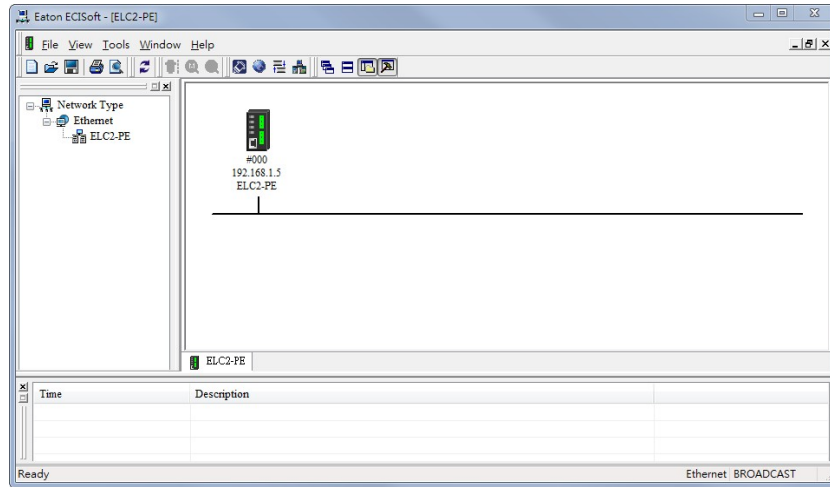 Eaton ECISoft - [ELC2-PE]
File View Tools Window Help
Network Type
Ethernet
ELC2-PE
#000
192.168.1.5
ELC2-PE
ELC2-PE
Time Description
Ready Ethernet BROADCAST